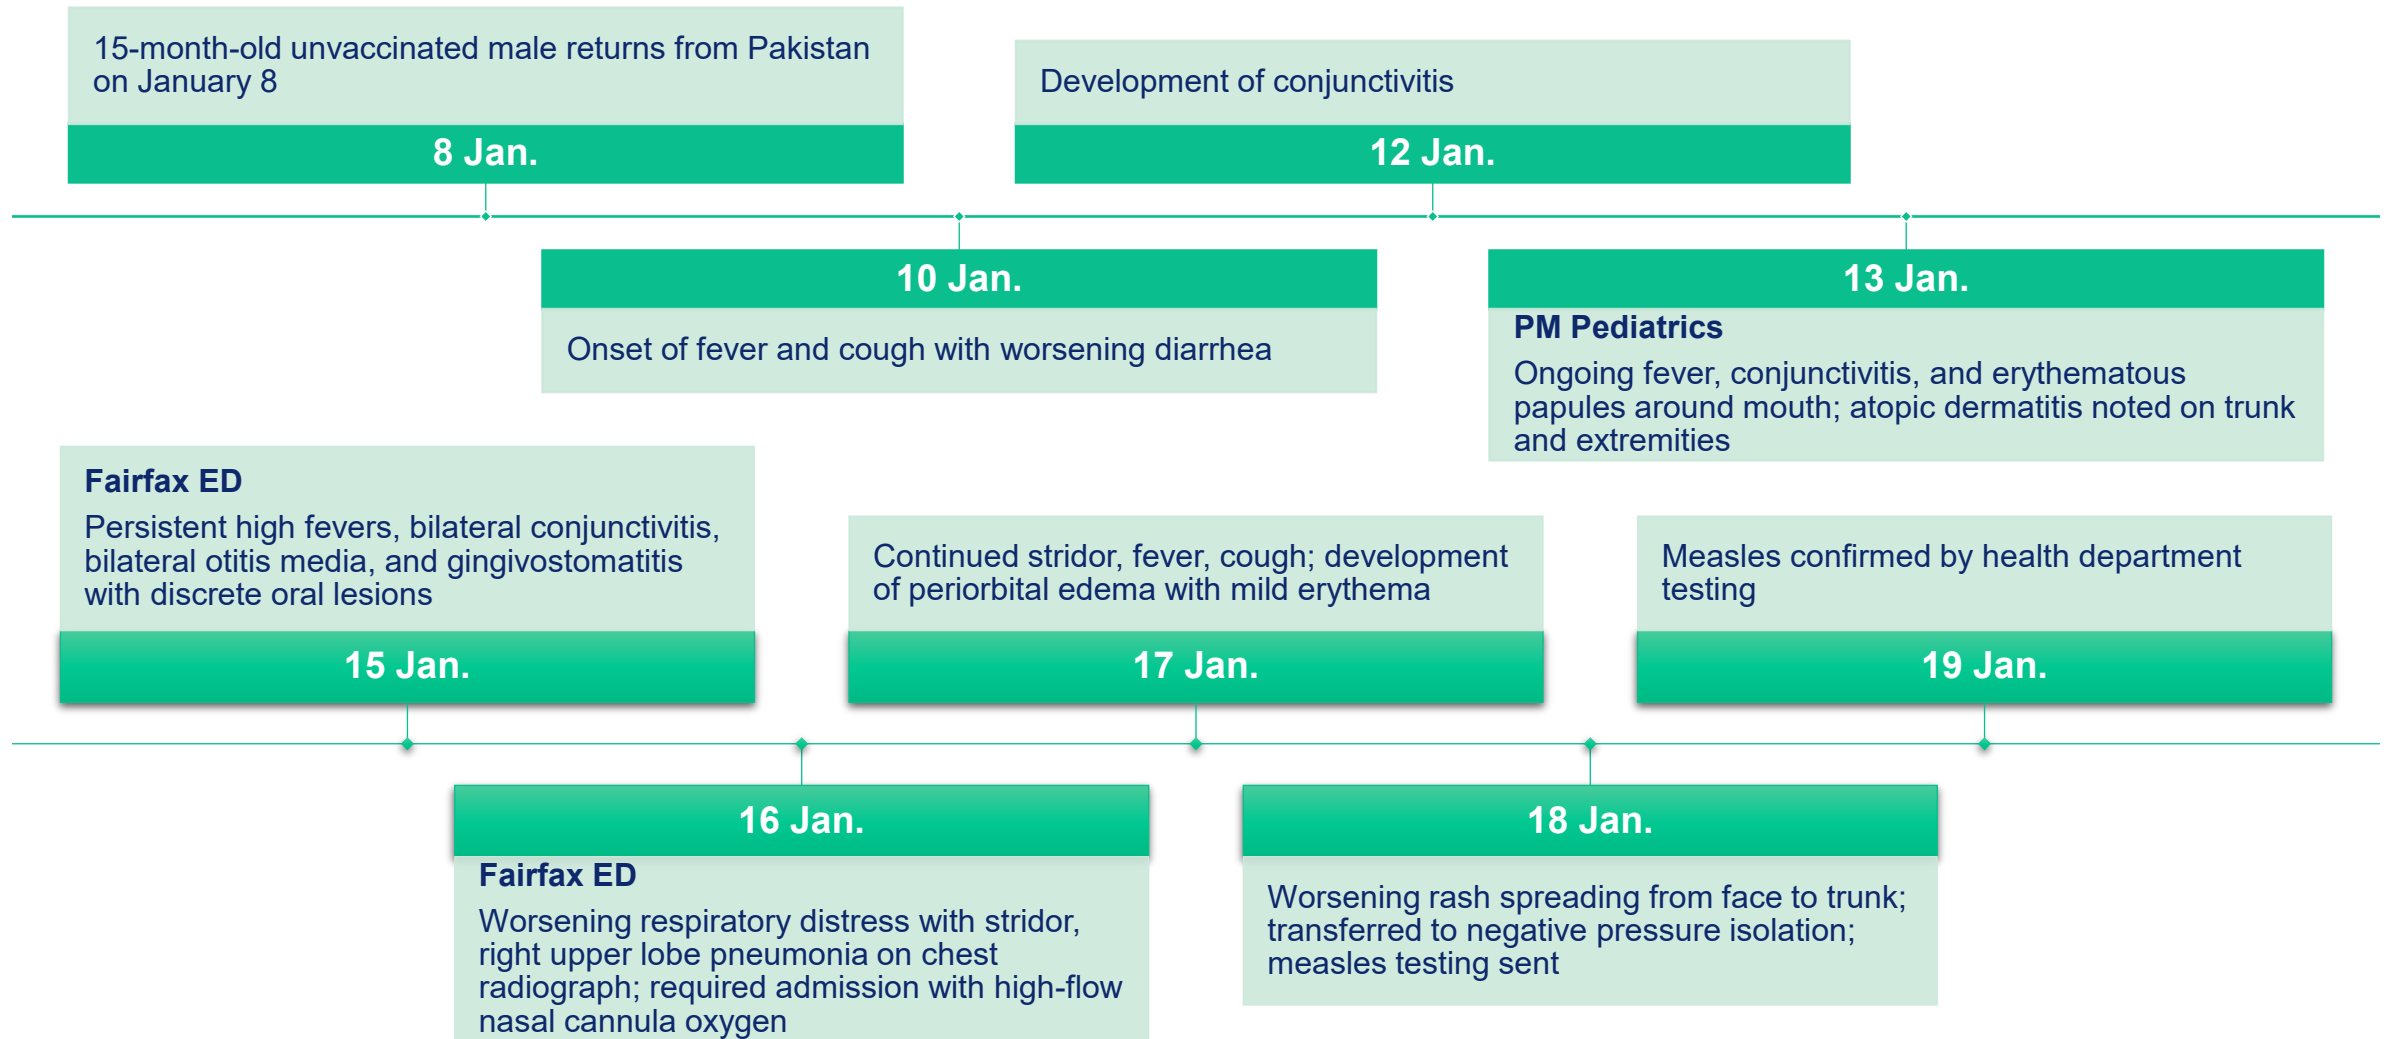 15-month-old unvaccinated male returns from Pakistan
on January 8
8 Jan.
Development of conjunctivitis
12 Jan.
10 Jan.
Onset of fever and cough with worsening diarrhea
13 Jan.
PM Pediatrics
Ongoing fever, conjunctivitis, and erythematous
papules around mouth; atopic dermatitis noted on trunk
and extremities
Fairfax ED
Persistent high fevers, bilateral conjunctivitis,
bilateral otitis media, and gingivostomatitis
with discrete oral lesions
15 Jan.
Continued stridor, fever, cough; development
of periorbital edema with mild erythema
17 Jan.
Measles confirmed by health department
testing
19 Jan.
16 Jan.
Fairfax ED
Worsening respiratory distress with stridor,
right upper lobe pneumonia on chest
radiograph; required admission with high-flow
nasal cannula oxygen
18 Jan.
Worsening rash spreading from face to trunk;
transferred to negative pressure isolation;
measles testing sent